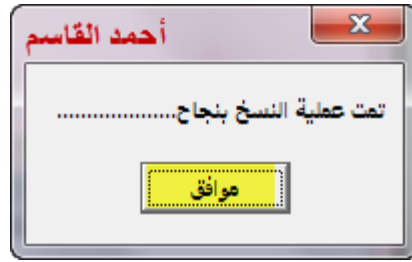 أحمد القاسم
تمت عملية النسخ بنجاح....................
موافق